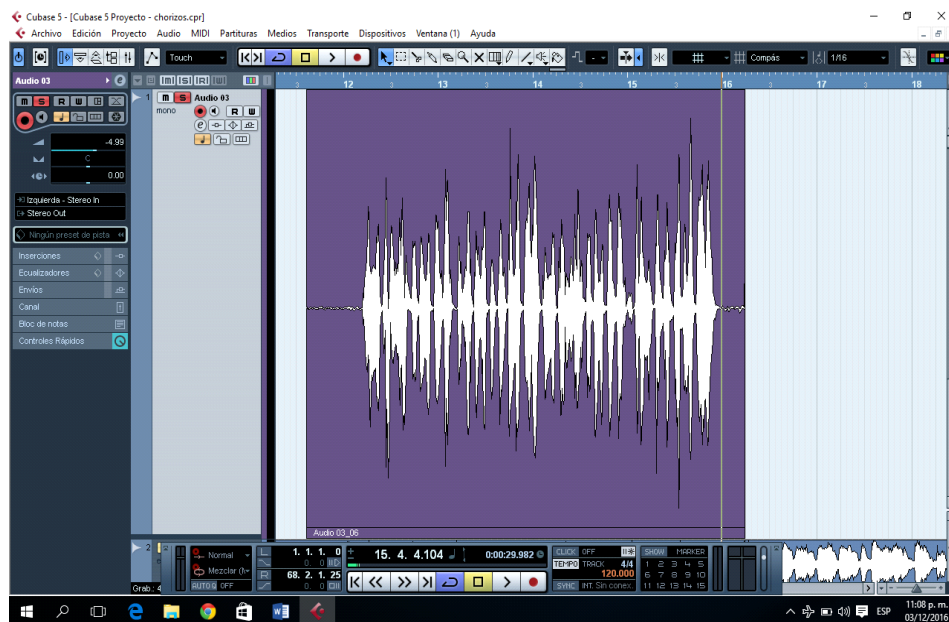 Cubase 5 - [Cubase 5 Proyecto - chorizos.cpr]
Archivo Edición Proyecto Audio MIDI Partituras Medios Transporte Dispositivos Ventana (1) Ayuda
Touch Compás 1/16
Audio 03
12 13 14 15 16 17 18
1 m S Audio 03
mono R W
m S R W
-4.99
C
0.00
Izquierda - Stereo In
Stereo Out
Ningún preset de pista
Inserciones
Ecualizadores
Envíos
Canal
Bloc de notas
Controles Rápidos
Audio 03_06
2
Normal
Mezclar
AUTO Q OFF
Grab.: 4
L 1. 1. 1. 0
0. 0
R 68. 2. 1. 25
0. 0
15. 4. 4.104 0:00:29.982
CLICK OFF
TEMPO TRACK 4/4
120.000
SYNC INT. Sin conex.
SHOW MARKER
1 2 3 4 5
6 7 8 9 10
11 12 13 14 15
ESP
11:08 p. m.
03/12/2016